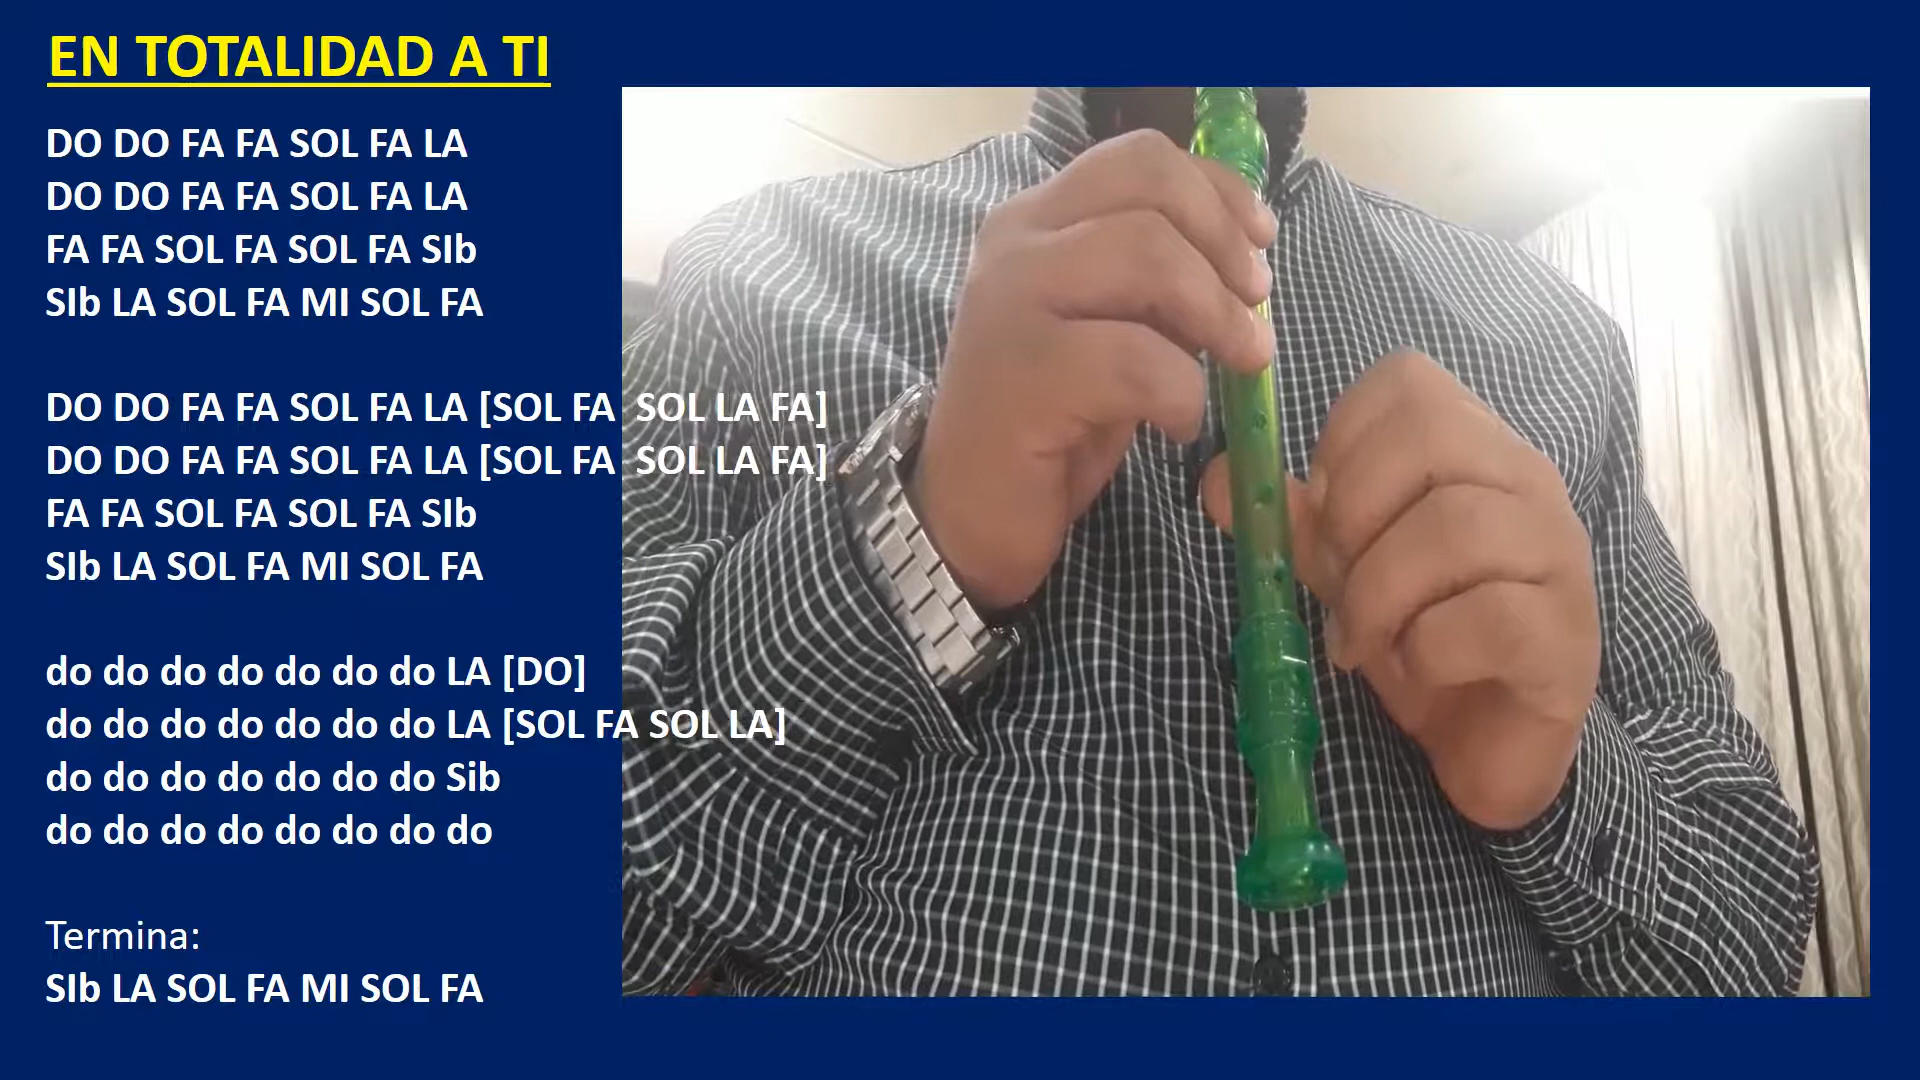 EN TOTALIDAD A TI
DO DO FA FA SOL FA LA
DO DO FA FA SOL FA LA
FA FA SOL FA SOL FA SIb
SIb LA SOL FA MI SOL FA
DO DO FA FA SOL FA LA [SOL FA  SOL LA FA]
DO DO FA FA SOL FA LA [SOL FA  SOL LA FA]
FA FA SOL FA SOL FA SIb
SIb LA SOL FA MI SOL FA
do do do do do do do LA [DO]
do do do do do do do LA [SOL FA SOL LA]
do do do do do do do Sib
do do do do do do do do
Termina:
SIb LA SOL FA MI SOL FA